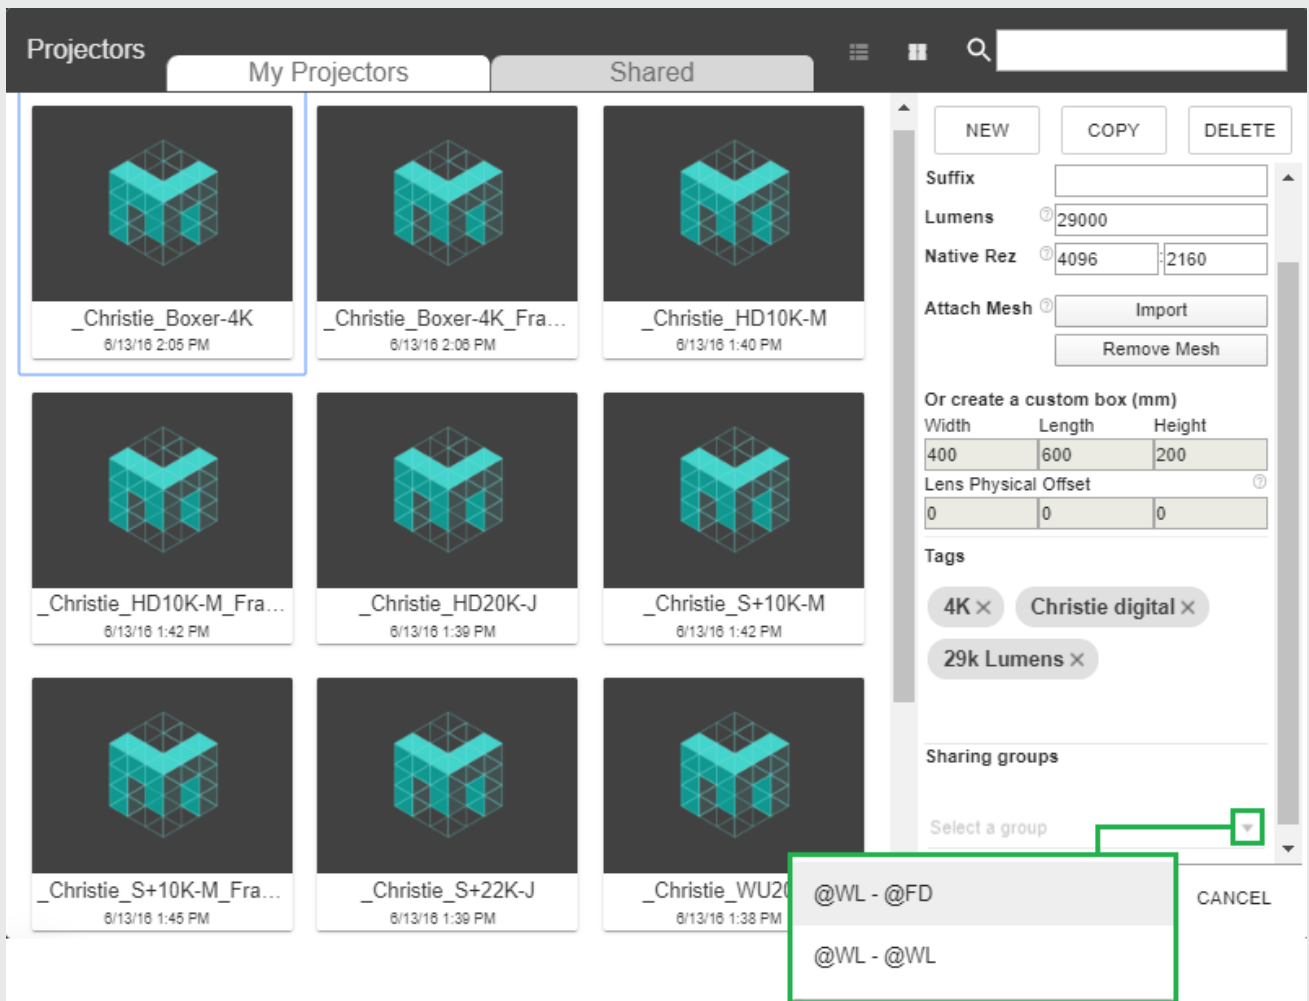 Projectors
My Projectors
Shared
NEW
COPY
DELETE
_Christie_Boxer-4K
6/13/16 2:05 PM
_Christie_Boxer-4K_Fra...
6/13/16 2:06 PM
_Christie_HD10K-M
6/13/16 1:40 PM
_Christie_HD10K-M_Fra...
6/13/16 1:42 PM
_Christie_HD20K-J
6/13/16 1:39 PM
_Christie_S+10K-M
6/13/16 1:42 PM
_Christie_S+10K-M_Fra...
6/13/16 1:45 PM
_Christie_S+22K-J
6/13/16 1:39 PM
_Christie_WU20
6/13/16 1:38 PM
Suffix
Lumens ? 29000
Native Rez ? 4096 : 2160
Attach Mesh ? Import
Remove Mesh
Or create a custom box (mm)
Width Length Height
400 600 200
Lens Physical Offset ?
0 0 0
Tags
4K × Christie digital ×
29k Lumens ×
Sharing groups
Select a group
@WL - @FD
@WL - @WL
CANCEL